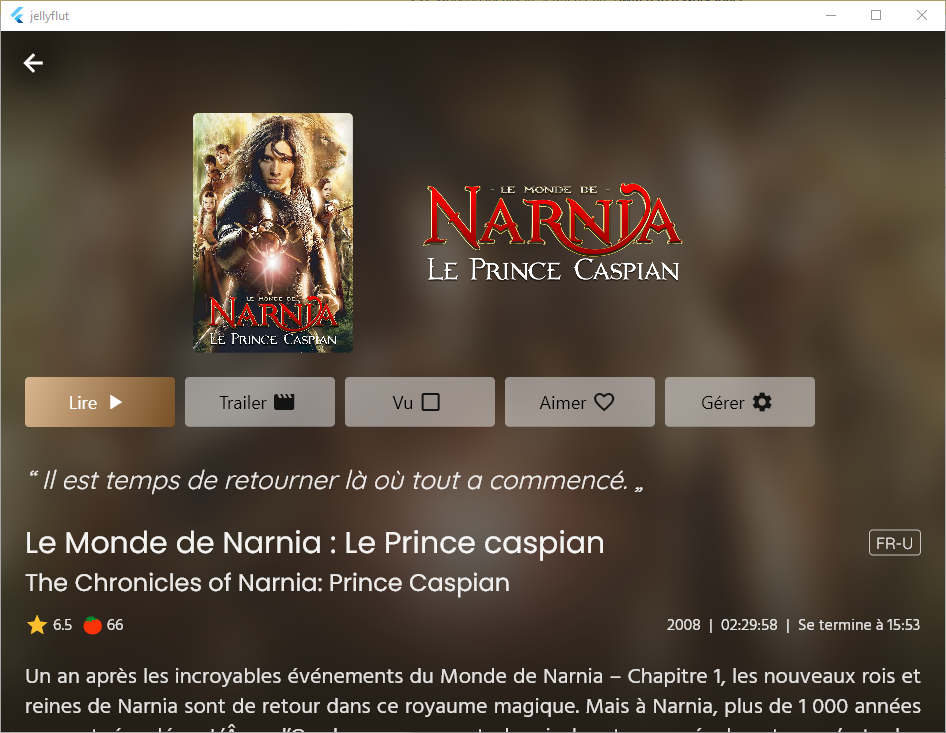 jellyflut
LE MONDE DE
NARNIA
LE PRINCE CASPIAN
- LE MONDE DE -
NARNIA
LE PRINCE CASPIAN
Lire
Trailer
Vu
Aimer
Gérer
“ Il est temps de retourner là où tout a commencé. „
Le Monde de Narnia : Le Prince caspian
FR-U
The Chronicles of Narnia: Prince Caspian
6.5 66
2008 | 02:29:58 | Se termine à 15:53
Un an après les incroyables événements du Monde de Narnia – Chapitre 1, les nouveaux rois et
reines de Narnia sont de retour dans ce royaume magique. Mais à Narnia, plus de 1 000 années